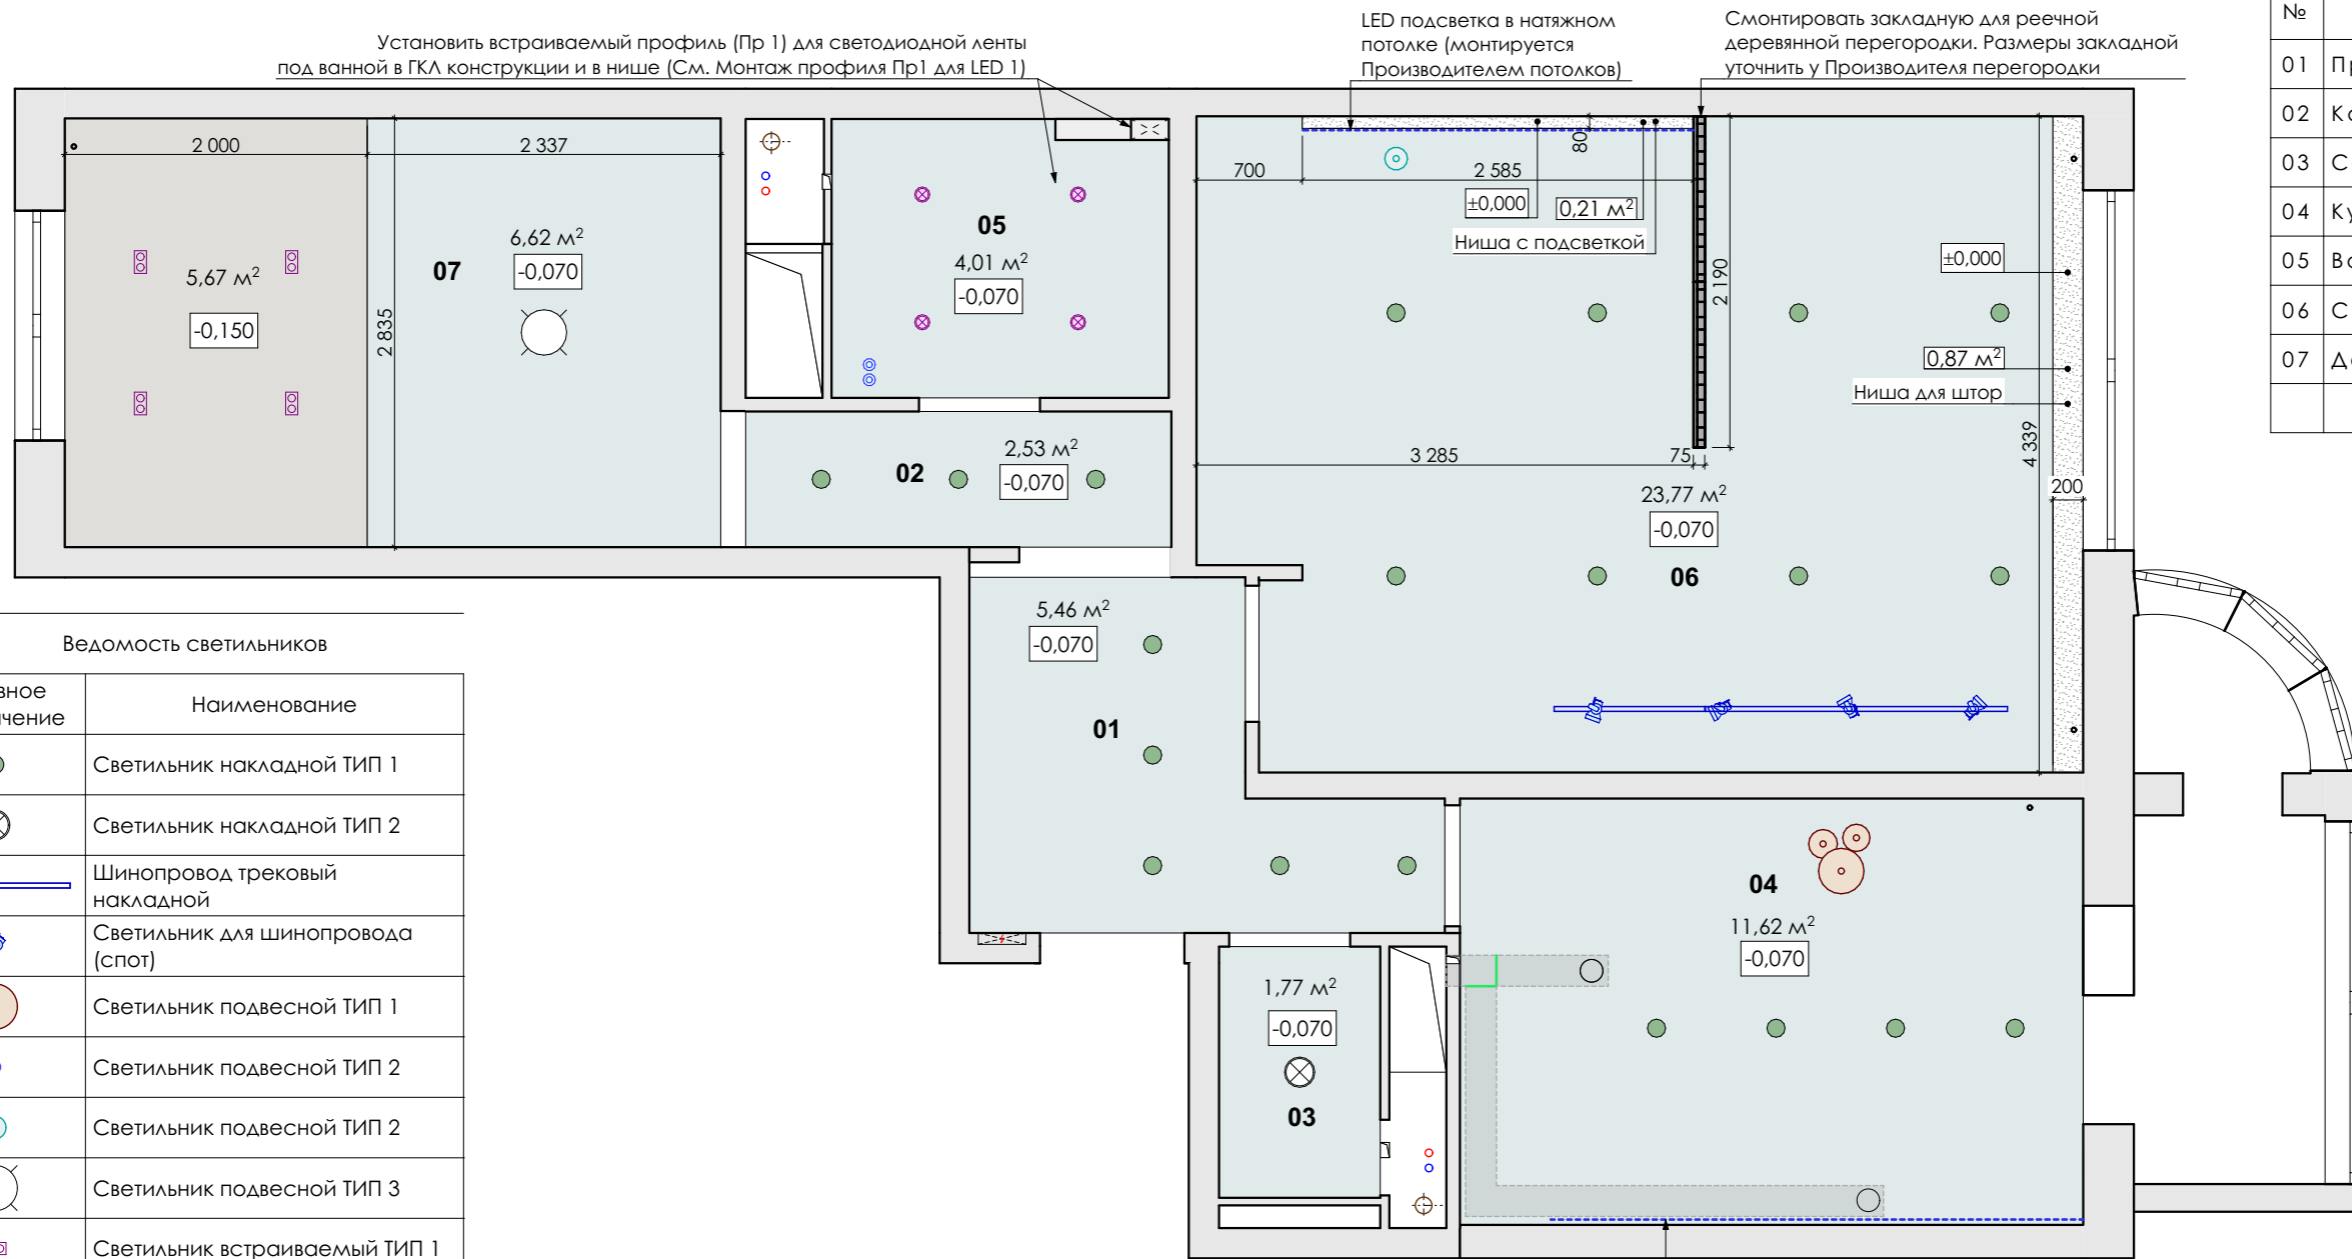 Установить встраиваемый профиль (Пр 1) для светодиодной ленты
под ванной в ГКЛ конструкции и в нише (См. Монтаж профиля Пр1 для LED 1)
LED подсветка в натяжном
потолке (монтируется
Производителем потолков)
Смонтировать закладную для реечной
деревянной перегородки. Размеры закладной
уточнить у Производителя перегородки
№
01 Пр
02 Ко
03 С
04 Ку
05 Ва
06 С
07 Де
2 000
2 337
5,67 м²
-0,150
2 835
07
6,62 м²
-0,070
05
4,01 м²
-0,070
02
2,53 м²
-0,070
700
2 585
80
±0,000
0,21 м²
Ниша с подсветкой
2 190
±0,000
0,87 м²
Ниша для штор
4 339
200
3 285
75
23,77 м²
-0,070
06
5,46 м²
-0,070
01
04
11,62 м²
-0,070
1,77 м²
-0,070
03
Ведомость светильников
Наименование
Светильник накладной ТИП 1
Светильник накладной ТИП 2
Шинопровод трековый
накладной
Светильник для шинопровода
(спот)
Светильник подвесной ТИП 1
Светильник подвесной ТИП 2
Светильник подвесной ТИП 2
Светильник подвесной ТИП 3
Светильник встраиваемый ТИП 1